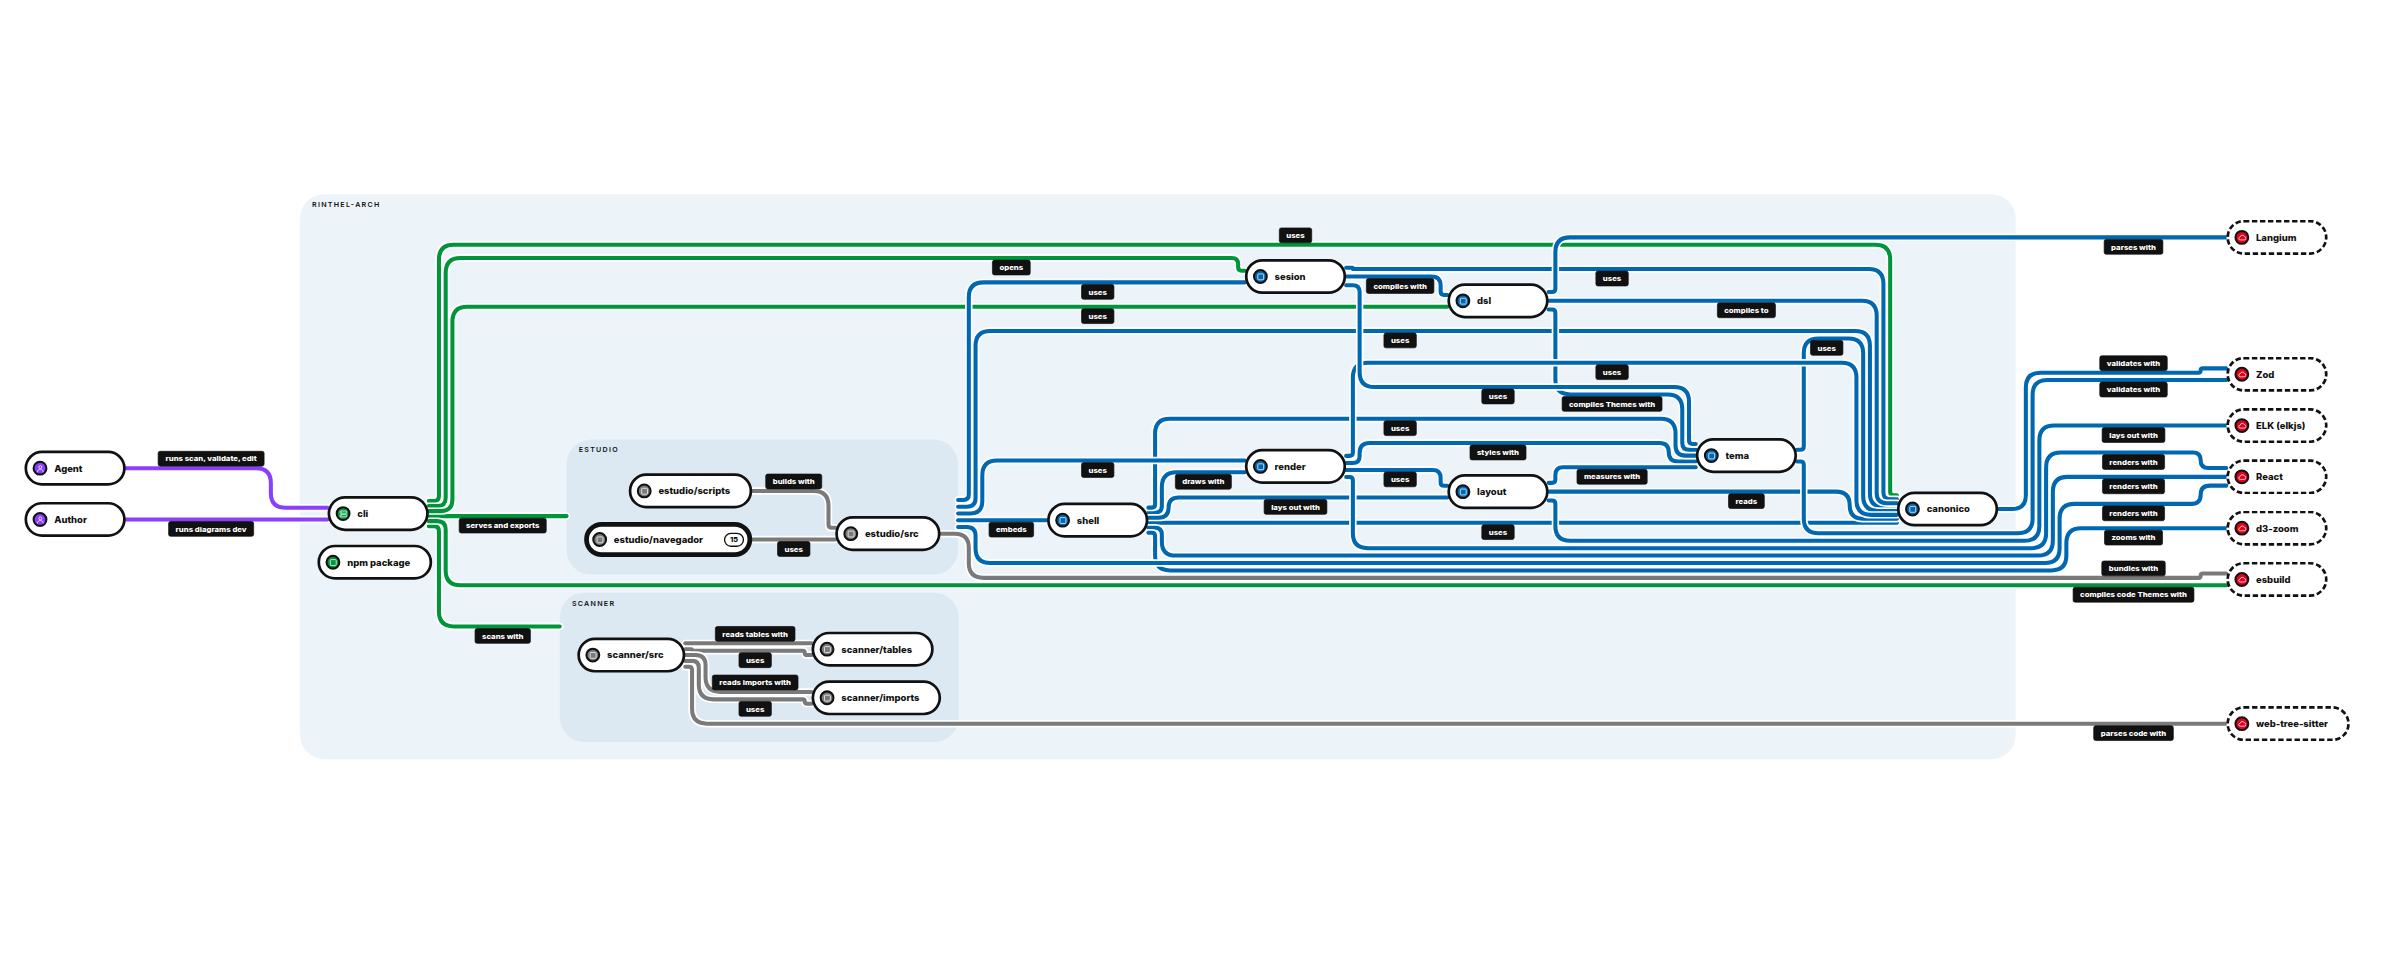 RINTHEL-ARCH
uses
Langium
parses with
opens
sesion
uses
compiles with
uses
dsl
uses
compiles to
uses
uses
validates with
uses
Zod
uses
validates with
compiles Themes with
ELK (elkjs)
uses
lays out with
ESTUDIO
styles with
tema
runs scan, validate, edit
Agent
uses
render
renders with
React
builds with
draws with
uses
measures with
renders with
estudio/scripts
layout
reads
lays out with
canonico
cli
renders with
Author
serves and exports
shell
runs diagrams dev
embeds
d3-zoom
uses
zooms with
estudio/navegador
15
estudio/src
uses
npm package
bundles with
esbuild
compiles code Themes with
SCANNER
scans with
reads tables with
scanner/src
scanner/tables
uses
reads imports with
scanner/imports
uses
web-tree-sitter
parses code with